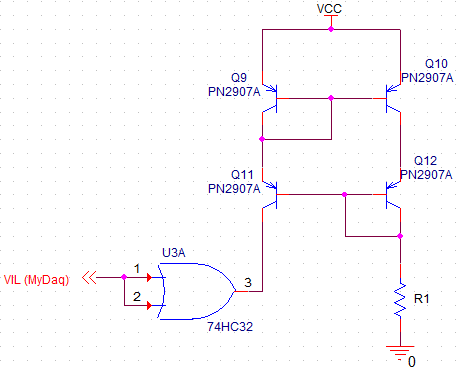 VCC
Q9
PN2907A
Q10
PN2907A
Q11
PN2907A
Q12
PN2907A
U3A
VIL (MyDaq)
1
2
3
74HC32
R1
0